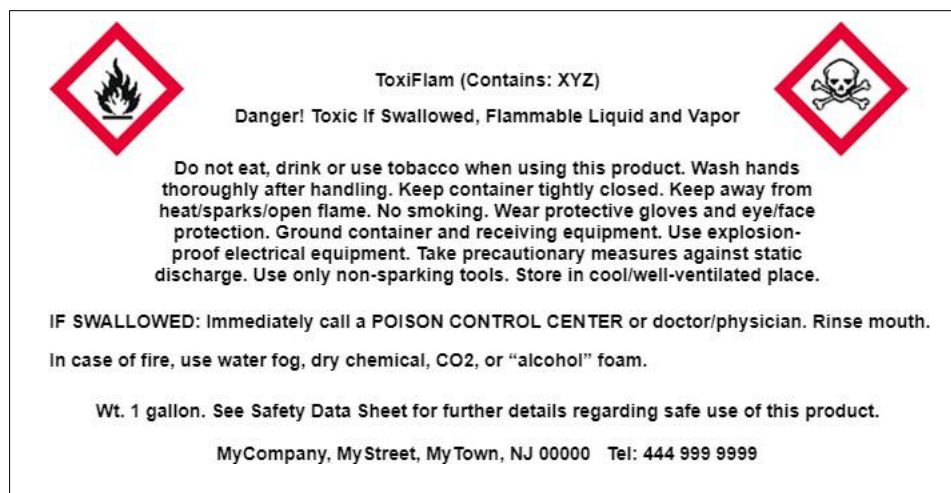 ToxiFlam (Contains: XYZ)
Danger! Toxic If Swallowed, Flammable Liquid and Vapor
Do not eat, drink or use tobacco when using this product. Wash hands
thoroughly after handling. Keep container tightly closed. Keep away from
heat/sparks/open flame. No smoking. Wear protective gloves and eye/face
protection. Ground container and receiving equipment. Use explosion-
proof electrical equipment. Take precautionary measures against static
discharge. Use only non-sparking tools. Store in cool/well-ventilated place.
IF SWALLOWED: Immediately call a POISON CONTROL CENTER or doctor/physician. Rinse mouth.
In case of fire, use water fog, dry chemical, CO2, or “alcohol” foam.
Wt. 1 gallon. See Safety Data Sheet for further details regarding safe use of this product.
MyCompany, MyStreet, MyTown, NJ 00000 Tel: 444 999 9999